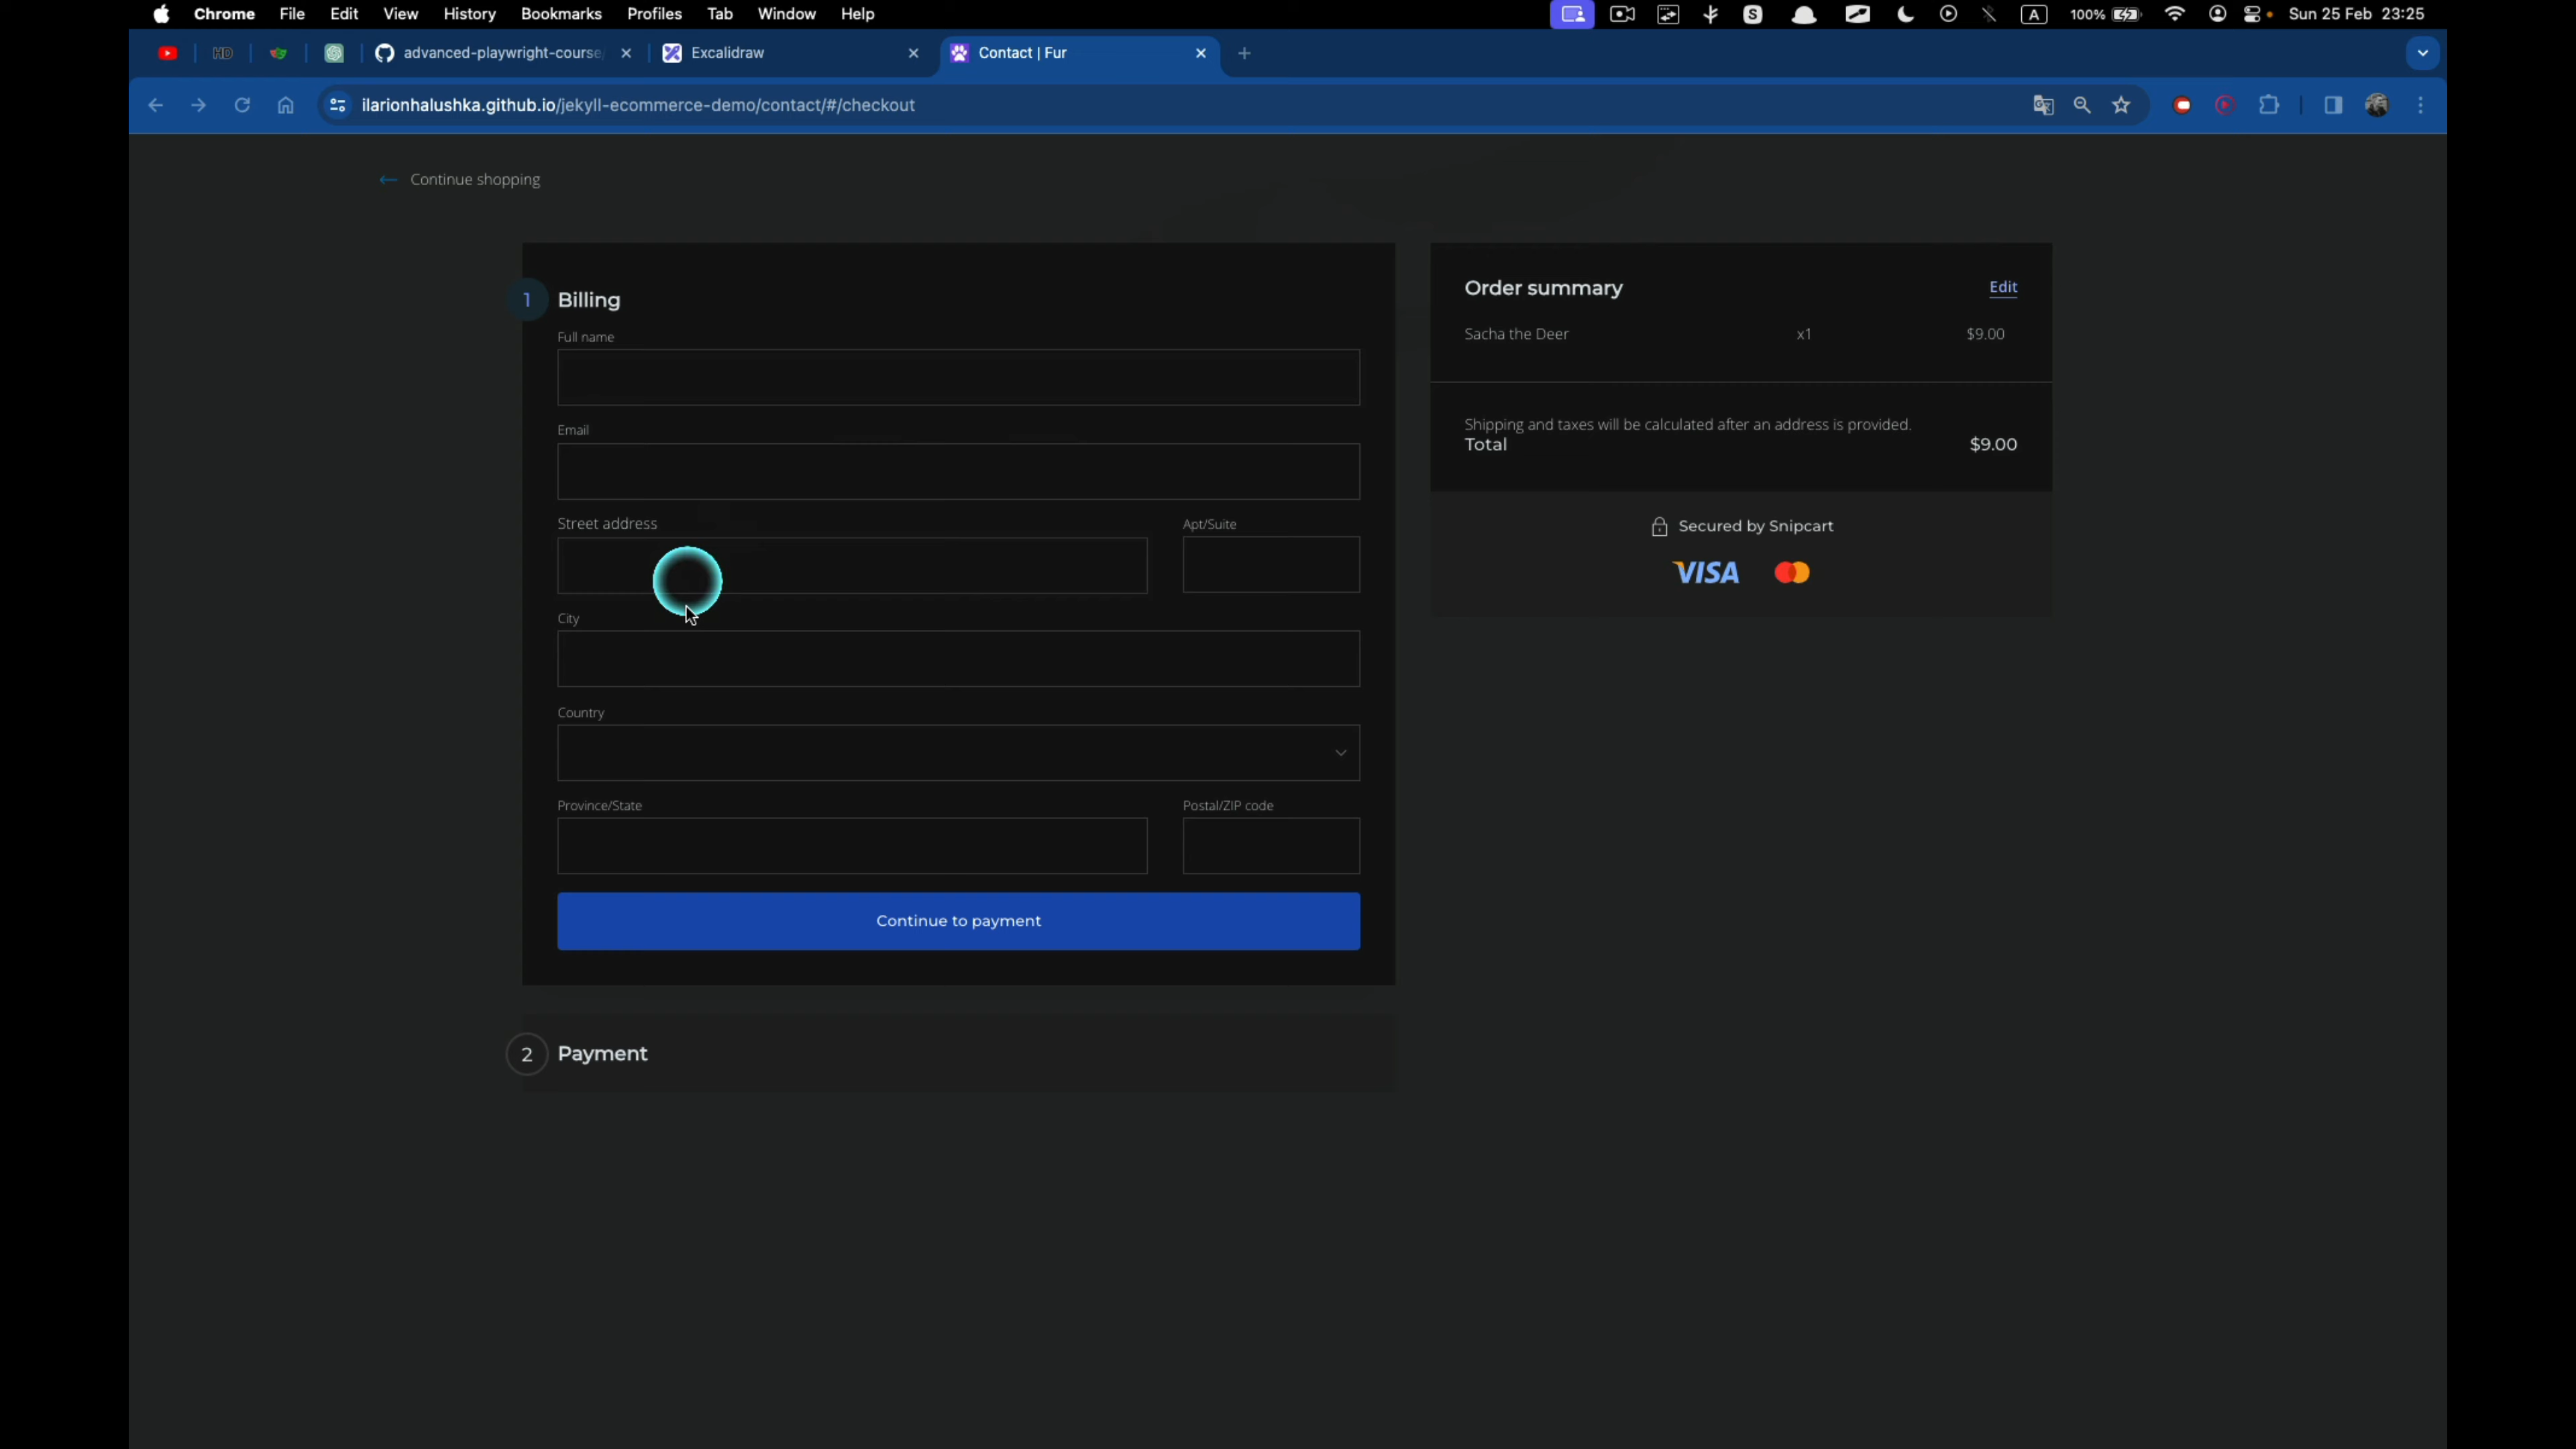 Chrome File Edit View History Bookmarks Profiles Tab Window Help A 100% Sun 25 Feb 23:25
HD advanced-playwright-course/ Excalidraw Contact | Fur
ilarionhalushka.github.io/jekyll-ecommerce-demo/contact/#/checkout
Continue shopping
1 Billing
Full name
Email
Street address Apt/Suite
City
Country
Province/State Postal/ZIP code
Continue to payment
2 Payment
Order summary Edit
Sacha the Deer x1 $9.00
Shipping and taxes will be calculated after an address is provided.
Total $9.00
Secured by Snipcart
VISA